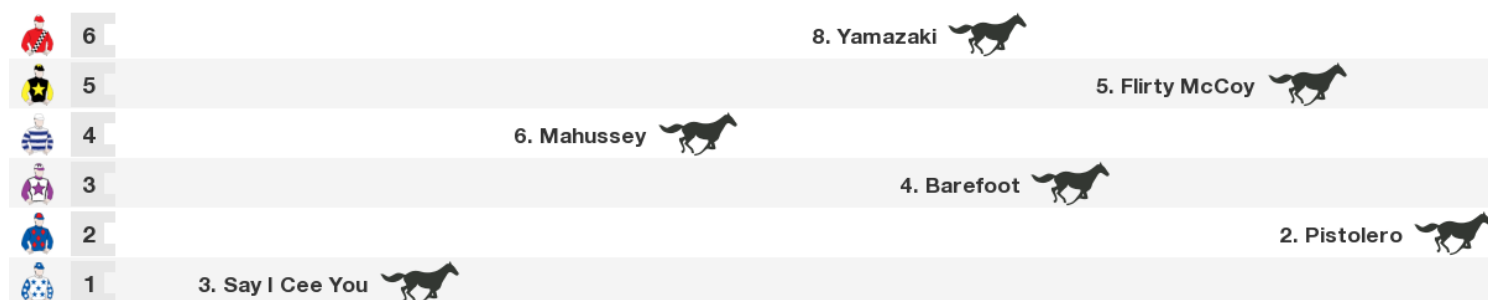 6 8. Yamazaki
5 5. Flirty McCoy
4 6. Mahussey
3 4. Barefoot
2 2. Pistolero
1 3. Say I Cee You